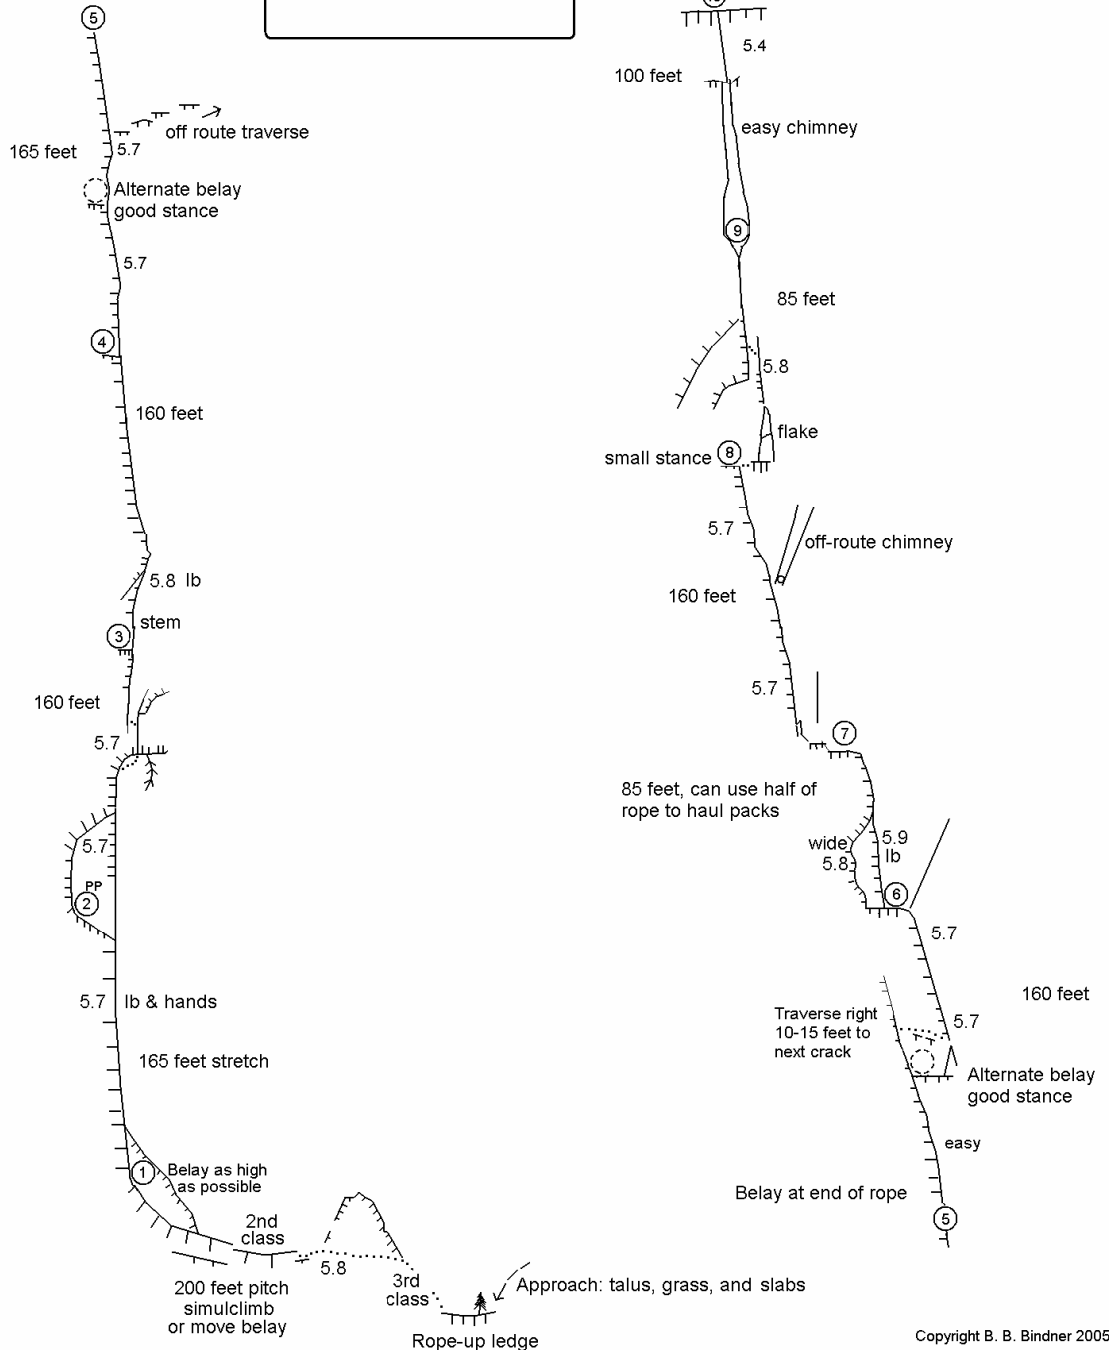 5
off route traverse
165 feet
5.7
Alternate belay
good stance
5.7
4
160 feet
5.8 lb
stem
3
160 feet
5.7
5.7
PP
2
5.7
lb & hands
165 feet stretch
1
Belay as high
as possible
2nd
class
5.8
3rd
class
200 feet pitch
simulclimb
or move belay
Approach: talus, grass, and slabs
Rope-up ledge
5.4
100 feet
easy chimney
9
85 feet
5.8
flake
8
small stance
5.7
off-route chimney
160 feet
5.7
7
85 feet, can use half of
rope to haul packs
wide
5.8
5.9
lb
6
5.7
160 feet
5.7
Traverse right
10-15 feet to
next crack
Alternate belay
good stance
easy
Belay at end of rope
5
Copyright B. B. Bindner 2005